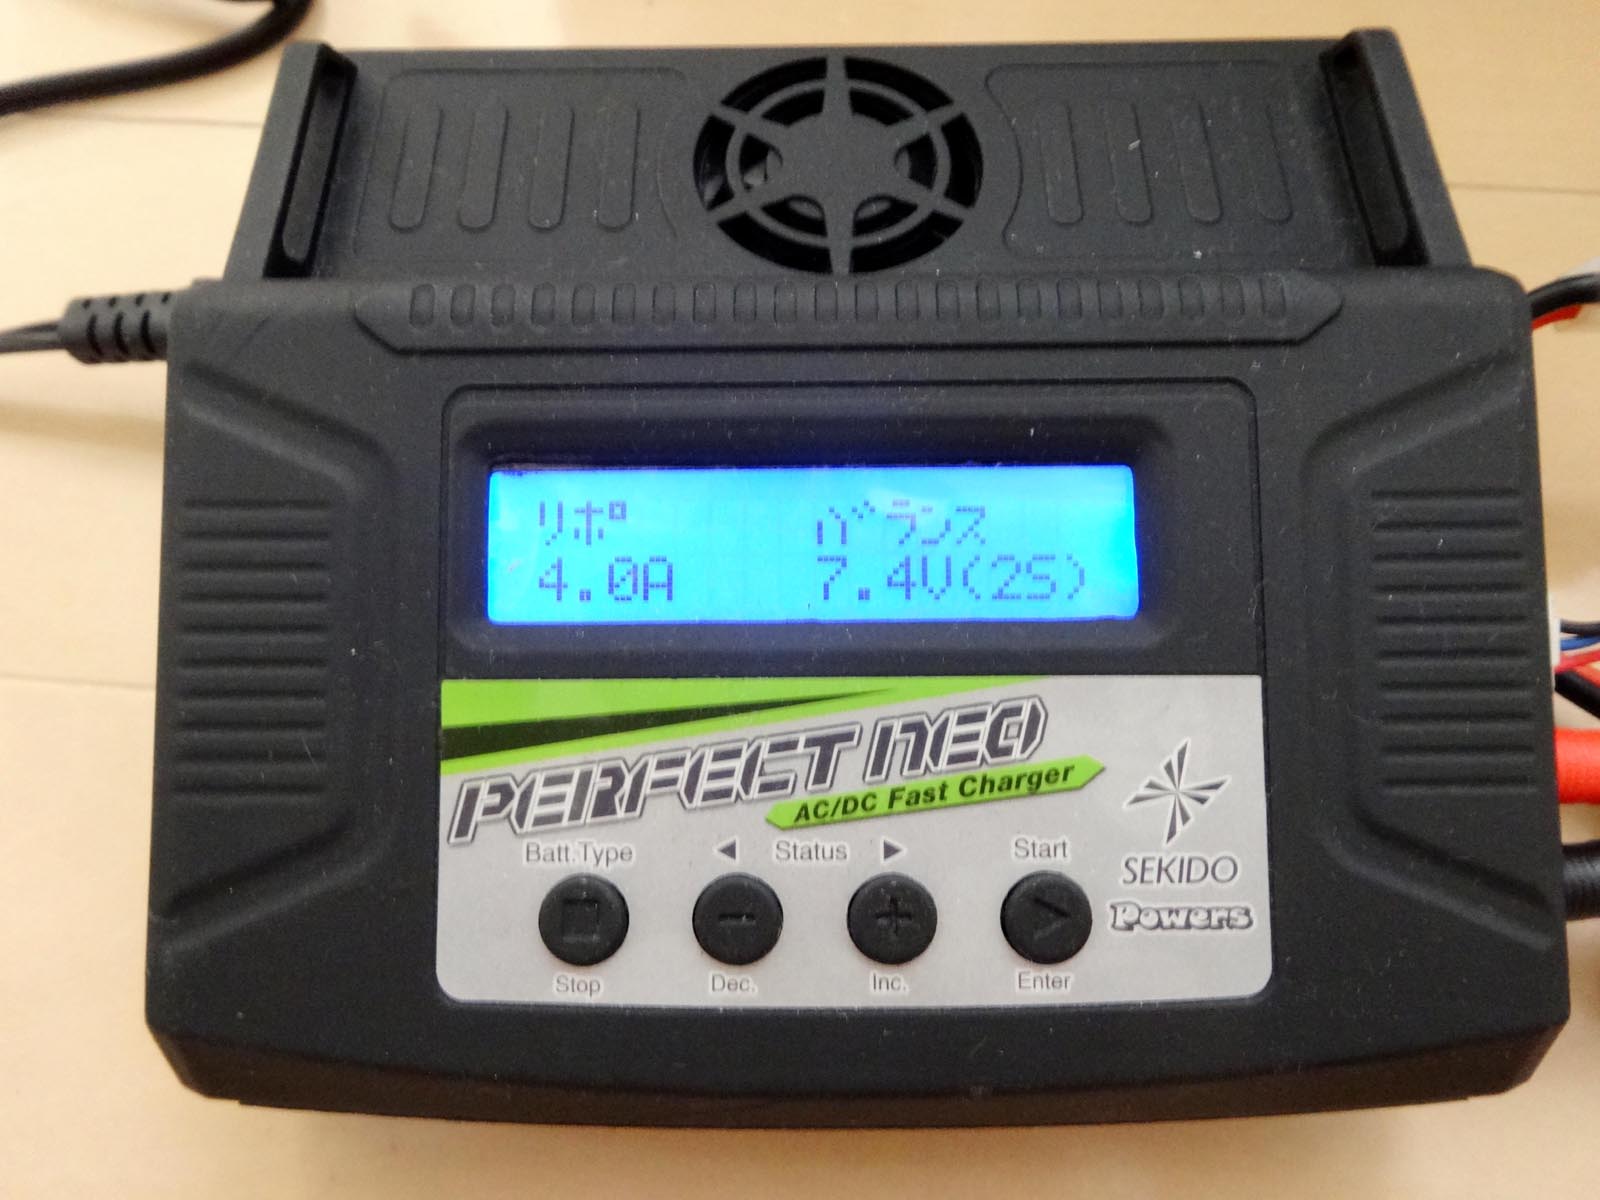 リポ バランス
4.0A 7.4V(2S)
PERFECT NEO
AC/DC Fast Charger
Batt.Type ◀ Status ▶ Start
SEKIDO
Powers
Stop Dec. Inc. Enter